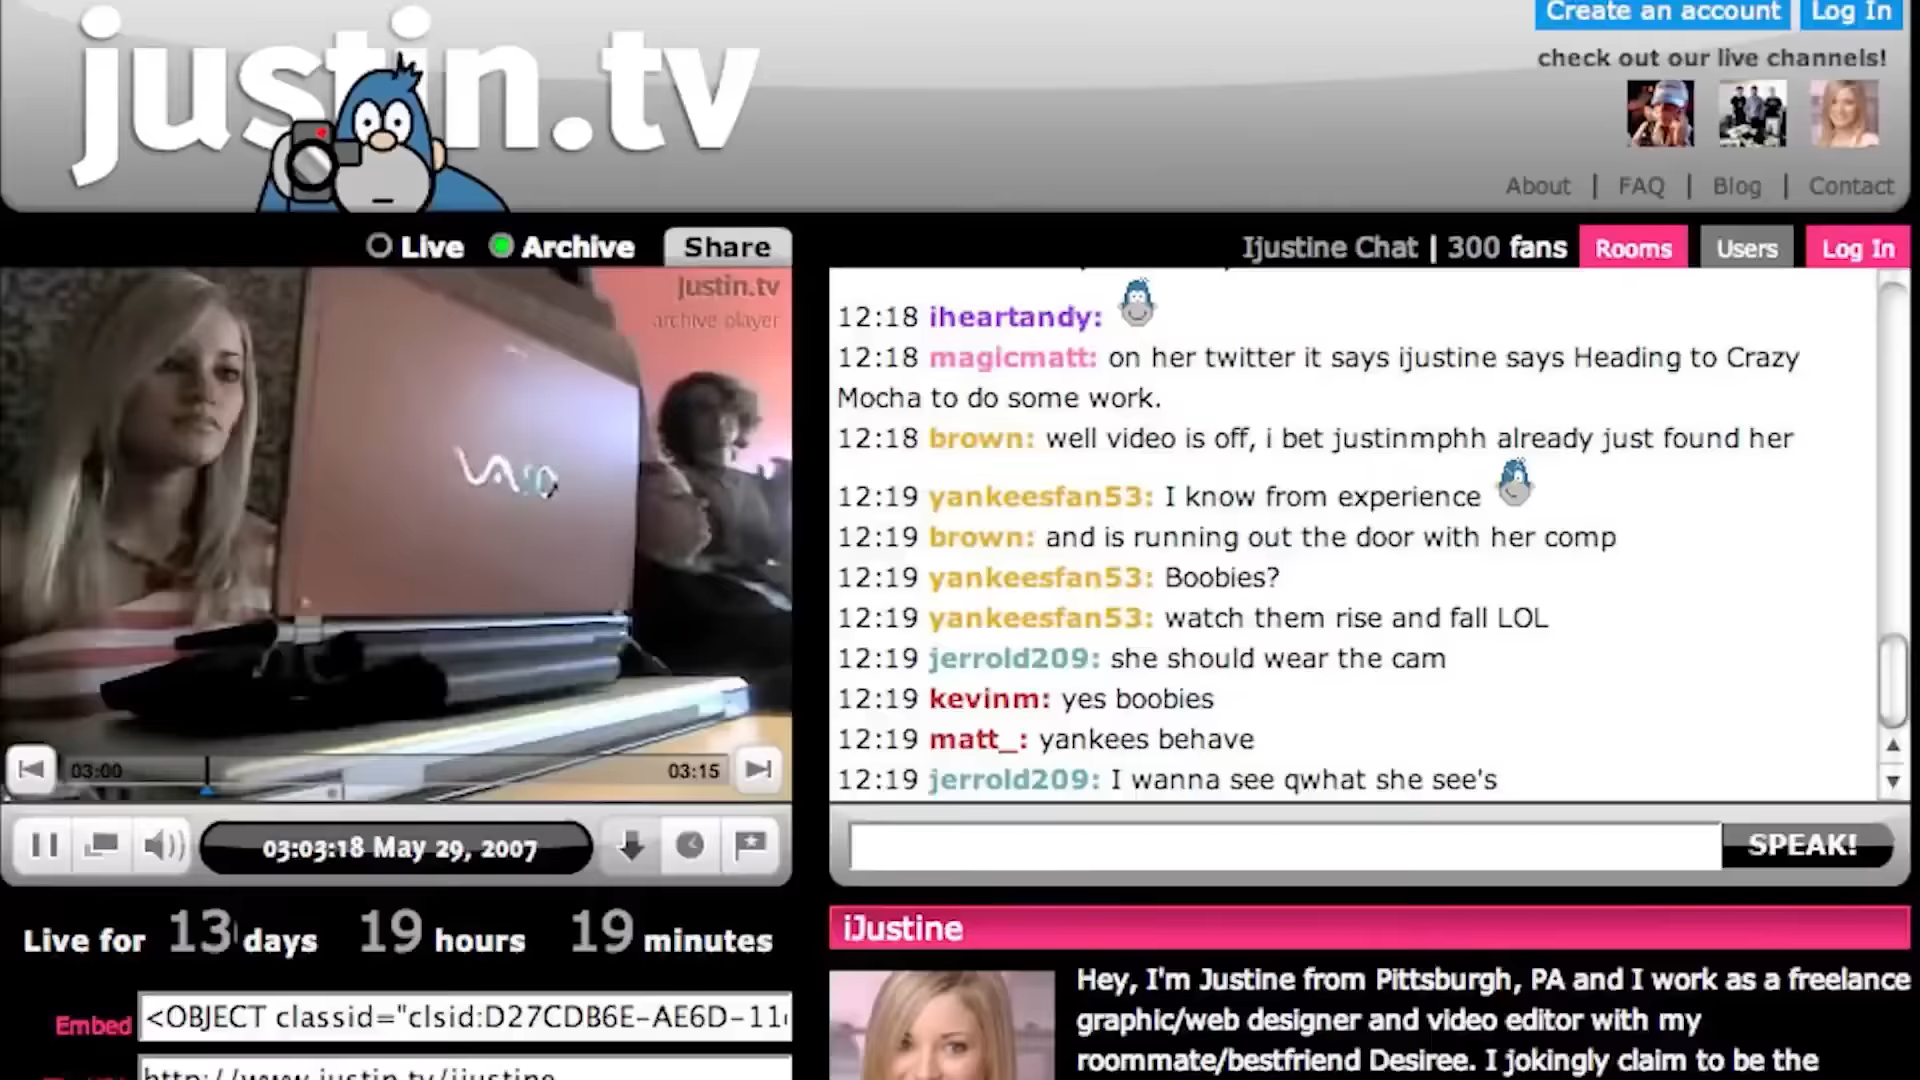 justin.tv
Create an account
Log In
check out our live channels!
About | FAQ | Blog | Contact
Live
Archive
Share
Justin.tv
archive player
VAIO
03:00
03:15
03:03:18 May 29, 2007
Live for 13 days 19 hours 19 minutes
Embed
<OBJECT classid="clsid:D27CDB6E-AE6D-11
http://www.justin.tv/ijustine
Ijustine Chat | 300 fans
Rooms
Users
Log In
12:18 iheartandy:
12:18 magicmatt: on her twitter it says ijustine says Heading to Crazy
Mocha to do some work.
12:18 brown: well video is off, i bet justinmphh already just found her
12:19 yankeesfan53: I know from experience
12:19 brown: and is running out the door with her comp
12:19 yankeesfan53: Boobies?
12:19 yankeesfan53: watch them rise and fall LOL
12:19 jerrold209: she should wear the cam
12:19 kevinm: yes boobies
12:19 matt_: yankees behave
12:19 jerrold209: I wanna see qwhat she see's
SPEAK!
iJustine
Hey, I'm Justine from Pittsburgh, PA and I work as a freelance
graphic/web designer and video editor with my
roommate/bestfriend Desiree. I jokingly claim to be the